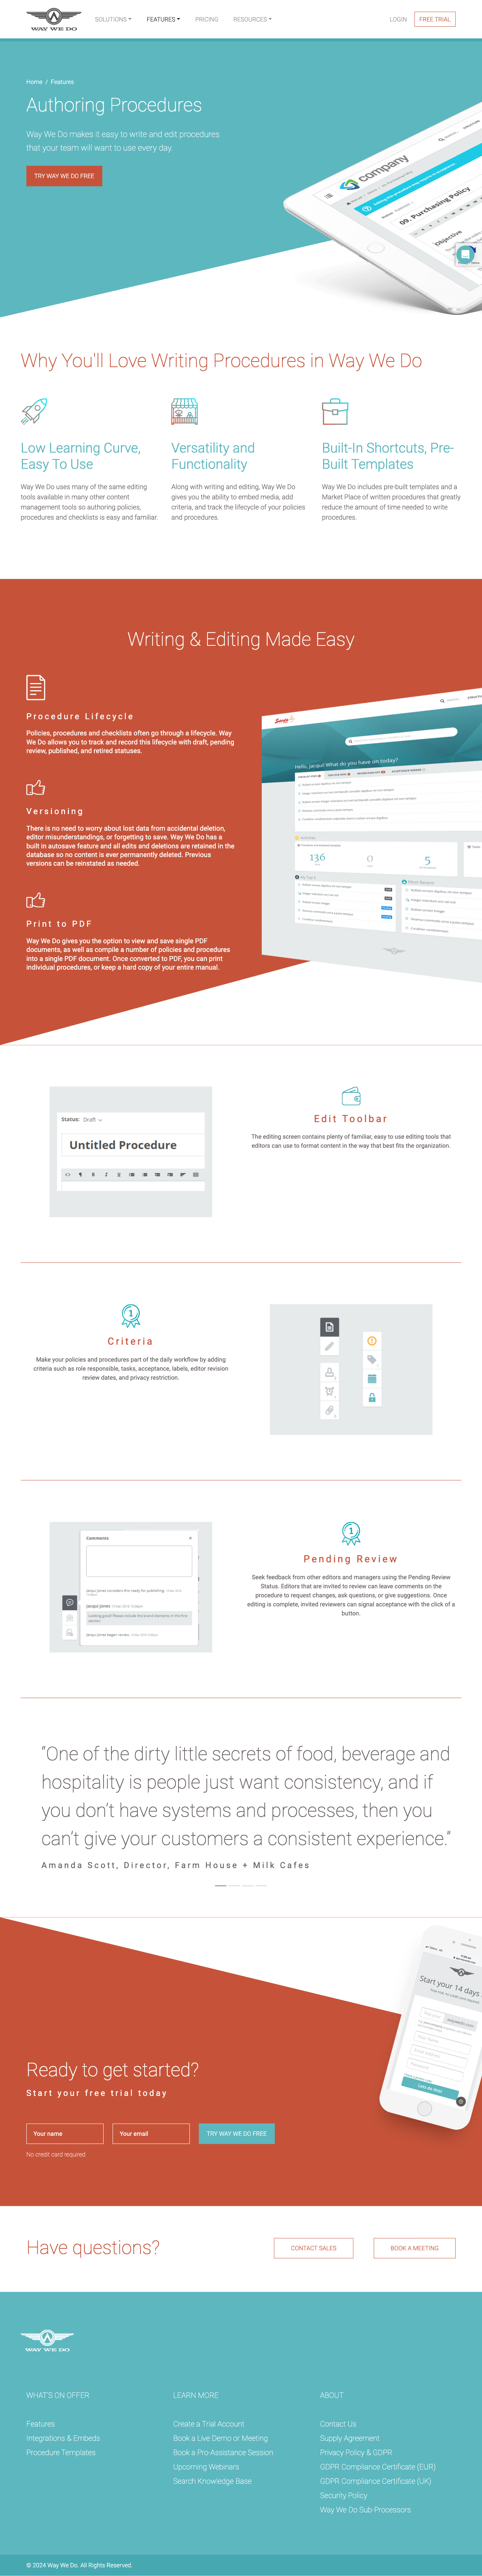 WAY WE DO
SOLUTIONS
FEATURES
PRICING
RESOURCES
LOGIN
FREE TRIAL
Home / Features
Authoring Procedures
Way We Do makes it easy to write and edit procedures
that your team will want to use every day.
TRY WAY WE DO FREE
company
09. Purchasing Policy
Objective
Why You'll Love Writing Procedures in Way We Do
Low Learning Curve,
Easy To Use
Way We Do uses many of the same editing
tools available in many other content
management tools so authoring policies,
procedures and checklists is easy and familiar.
Versatility and
Functionality
Along with writing and editing, Way We Do
gives you the ability to embed media, add
criteria, and track the lifecycle of your policies
and procedures.
Built-In Shortcuts, Pre-
Built Templates
Way We Do includes pre-built templates and a
Market Place of written procedures that greatly
reduce the amount of time needed to write
procedures.
Writing & Editing Made Easy
Procedure Lifecycle
Policies, procedures and checklists often go through a lifecycle. Way
We Do allows you to track and record this lifecycle with draft, pending
review, published, and retired statuses.
Versioning
There is no need to worry about lost data from accidental deletion,
editor misunderstandings, or forgetting to save. Way We Do has a
built in autosave feature and all edits and deletions are retained in the
database so no content is ever permanently deleted. Previous
versions can be reinstated as needed.
Print to PDF
Way We Do gives you the option to view and save single PDF
documents, as well as compile a number of policies and procedures
into a single PDF document. Once converted to PDF, you can print
individual procedures, or keep a hard copy of your entire manual.
Hello, Jacqui! What do you have on today?
136
0
5
Status: Draft
Untitled Procedure
Edit Toolbar
The editing screen contains plenty of familiar, easy to use editing tools that
editors can use to format content in the way that best fits the organization.
Criteria
Make your policies and procedures part of the daily workflow by adding
criteria such as role responsible, tasks, acceptance, labels, editor revision
review dates, and privacy restriction.
Comments
Pending Review
Seek feedback from other editors and managers using the Pending Review
Status. Editors that are invited to review can leave comments on the
procedure to request changes, ask questions, or give suggestions. Once
editing is complete, invited reviewers can signal acceptance with the click of a
button.
"One of the dirty little secrets of food, beverage and
hospitality is people just want consistency, and if
you don't have systems and processes, then you
can't give your customers a consistent experience."
Amanda Scott, Director, Farm House + Milk Cafes
Start your 14 days
Ready to get started?
Start your free trial today
Your name
Your email
TRY WAY WE DO FREE
No credit card required
Have questions?
CONTACT SALES
BOOK A MEETING
WAY WE DO
WHAT'S ON OFFER
Features
Integrations & Embeds
Procedure Templates
LEARN MORE
Create a Trial Account
Book a Live Demo or Meeting
Book a Pro-Assistance Session
Upcoming Webinars
Search Knowledge Base
ABOUT
Contact Us
Supply Agreement
Privacy Policy & GDPR
GDPR Compliance Certificate (EUR)
GDPR Compliance Certificate (UK)
Security Policy
Way We Do Sub-Processors
© 2024 Way We Do. All Rights Reserved.